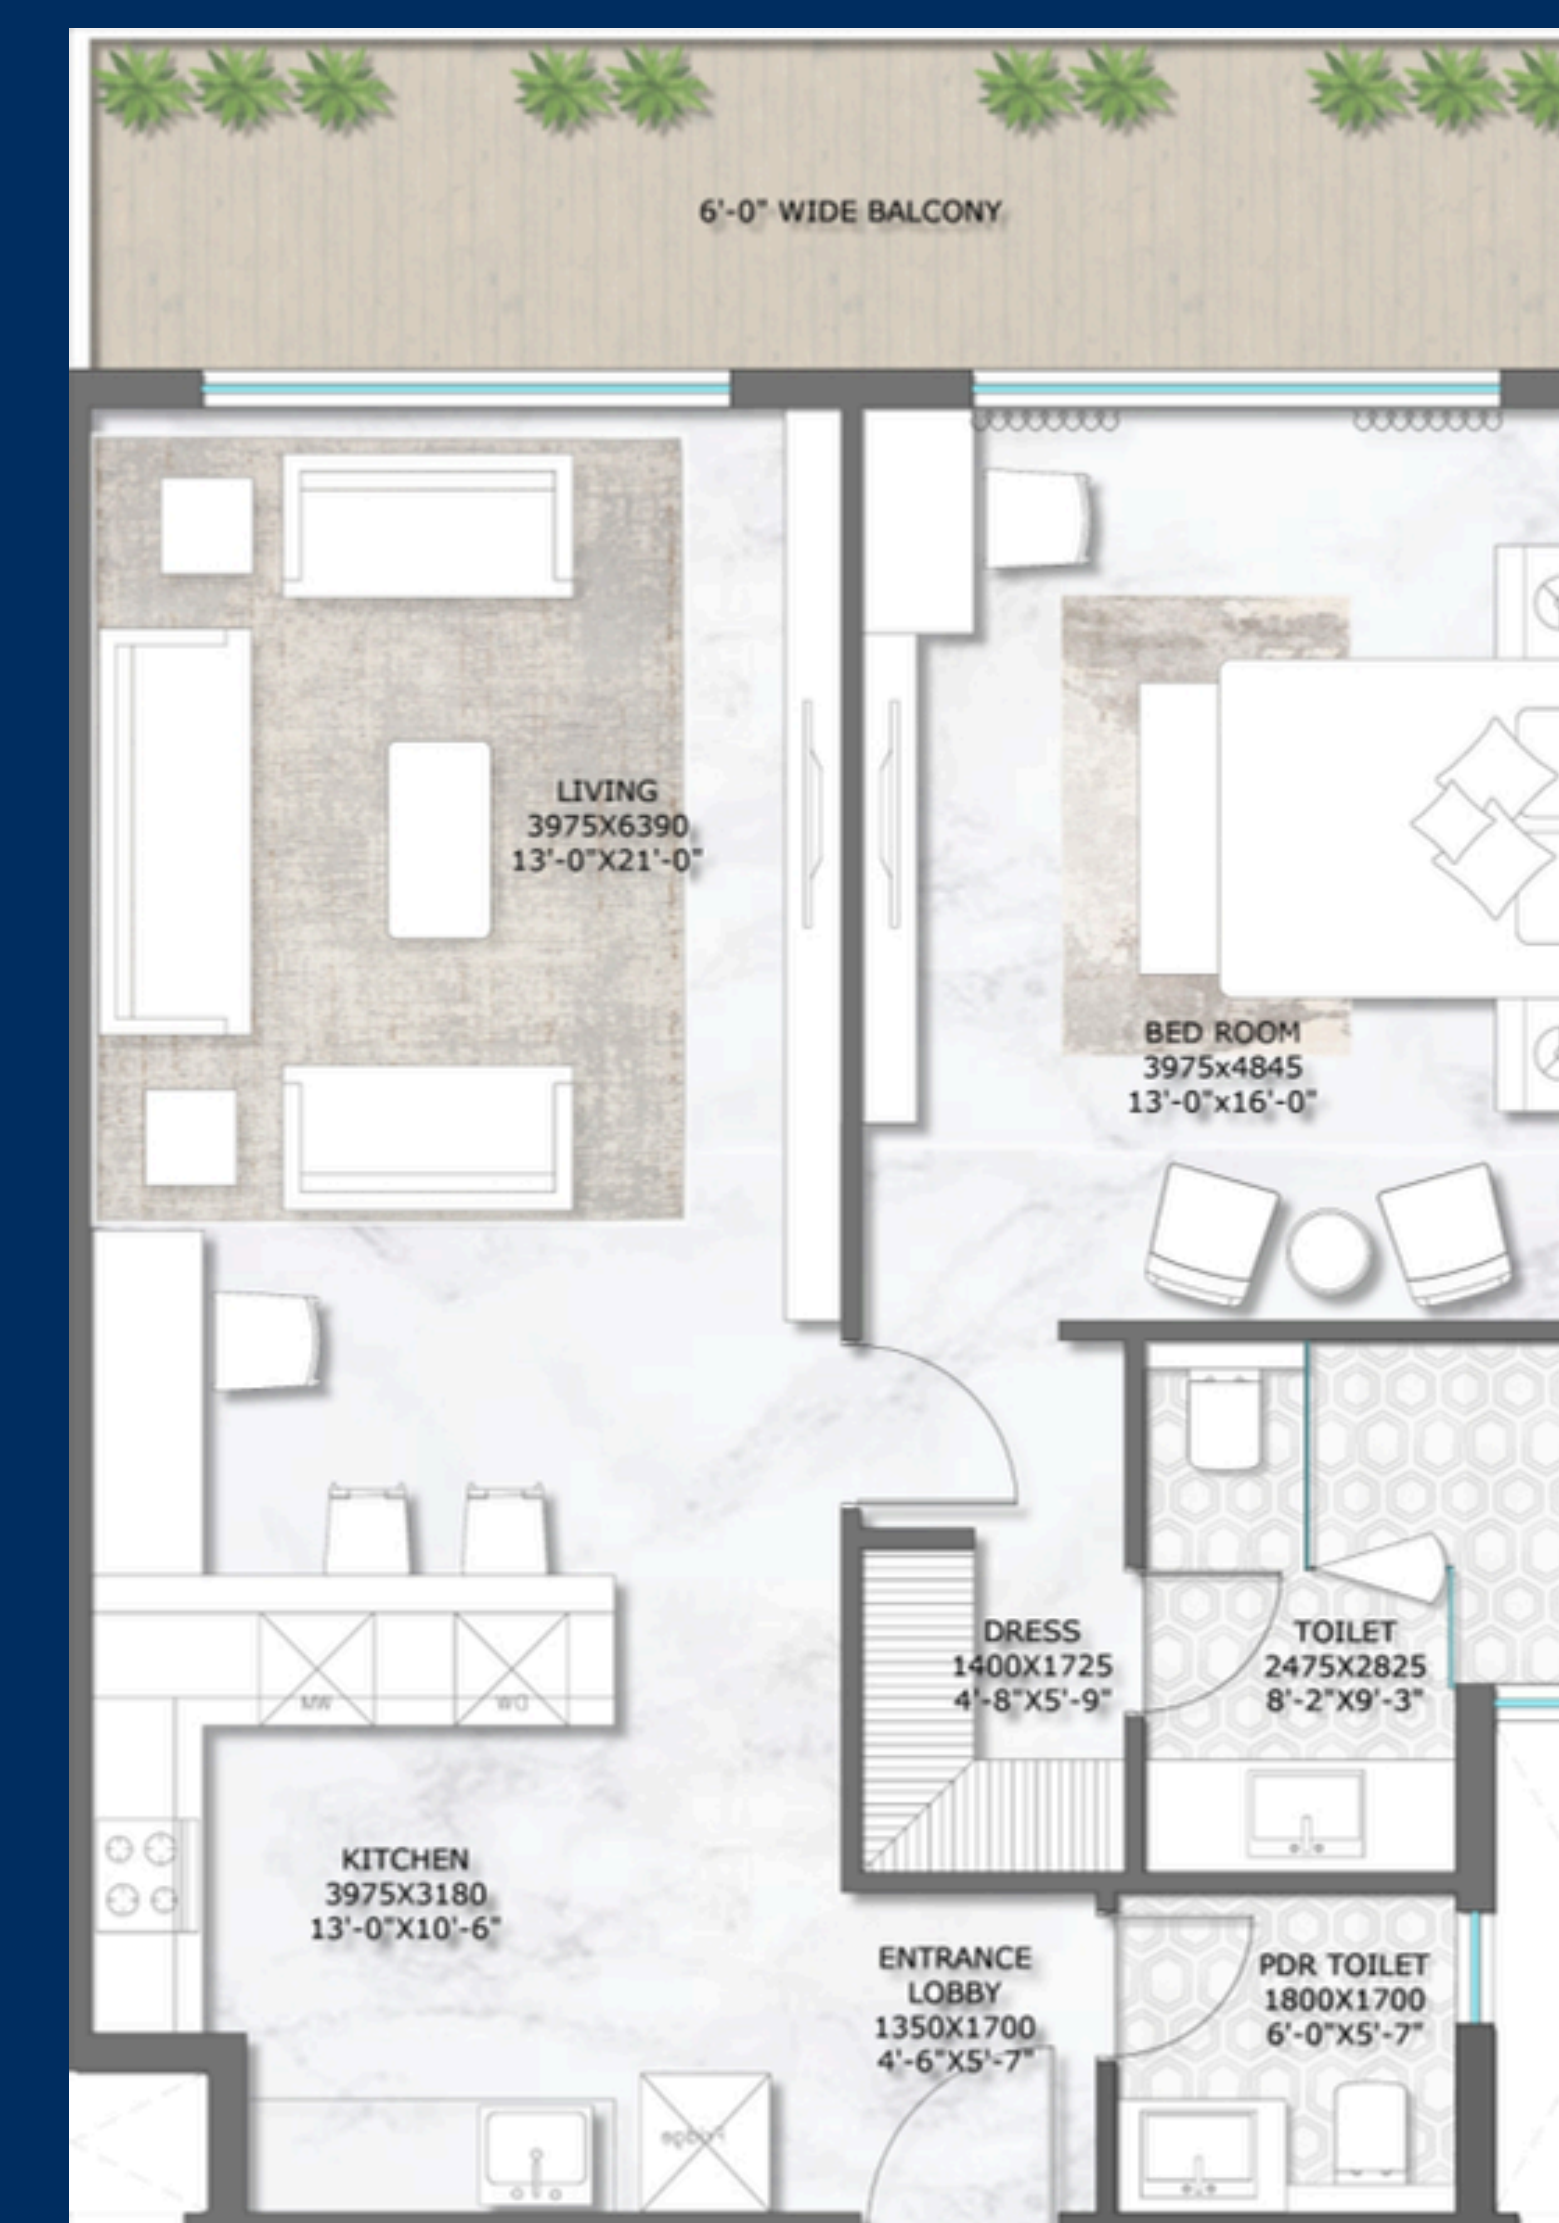 6'-0" WIDE BALCONY
LIVING
3975X6390
13'-0"X21'-0"
BED ROOM
3975x4845
13'-0"x16'-0"
DRESS
1400X1725
4'-8"X5'-9"
TOILET
2475X2825
8'-2"X9'-3"
MW
WO
KITCHEN
3975X3180
13'-0"X10'-6"
ENTRANCE
LOBBY
1350X1700
4'-6"X5'-7"
PDR TOILET
1800X1700
6'-0"X5'-7"
Fridge